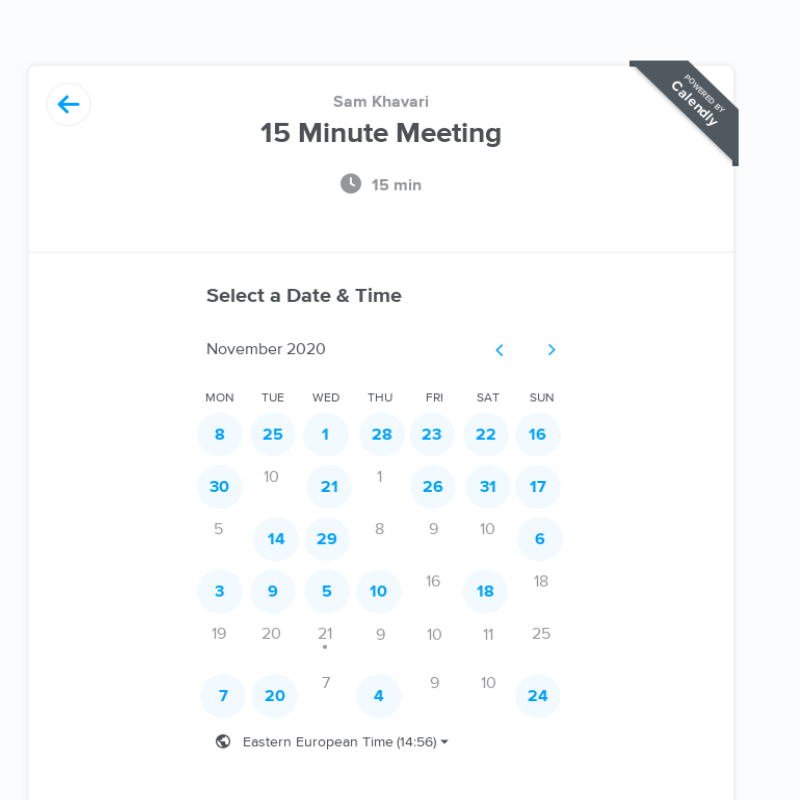 POWERED BY
Calendly
Sam Khavari
15 Minute Meeting
15 min
Select a Date & Time
November 2020
MON TUE WED THU FRI SAT SUN
8 25 1 28 23 22 16
30 10 21 1 26 31 17
5 14 29 8 9 10 6
3 9 5 10 16 18 18
19 20 21 9 10 11 25
7 20 7 4 9 10 24
Eastern European Time (14:56)